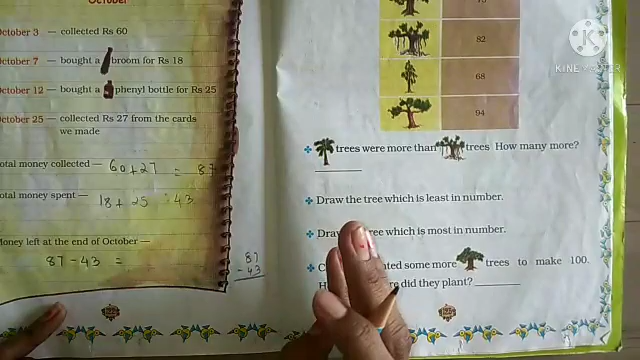 October
October 3 — collected Rs 60
October 7 — bought a broom for Rs 18
October 12 — bought a phenyl bottle for Rs 25
October 25 — collected Rs 27 from the cards
we made
Total money collected — 60+27 = 87
Total money spent — 18 + 25 : 43
Money left at the end of October —
87 - 43 =
87
- 43
82
68
94
trees were more than trees How many more?
Draw the tree which is least in number.
Draw tree which is most in number.
some more trees to make 100.
did they plant?
KINEMASTER